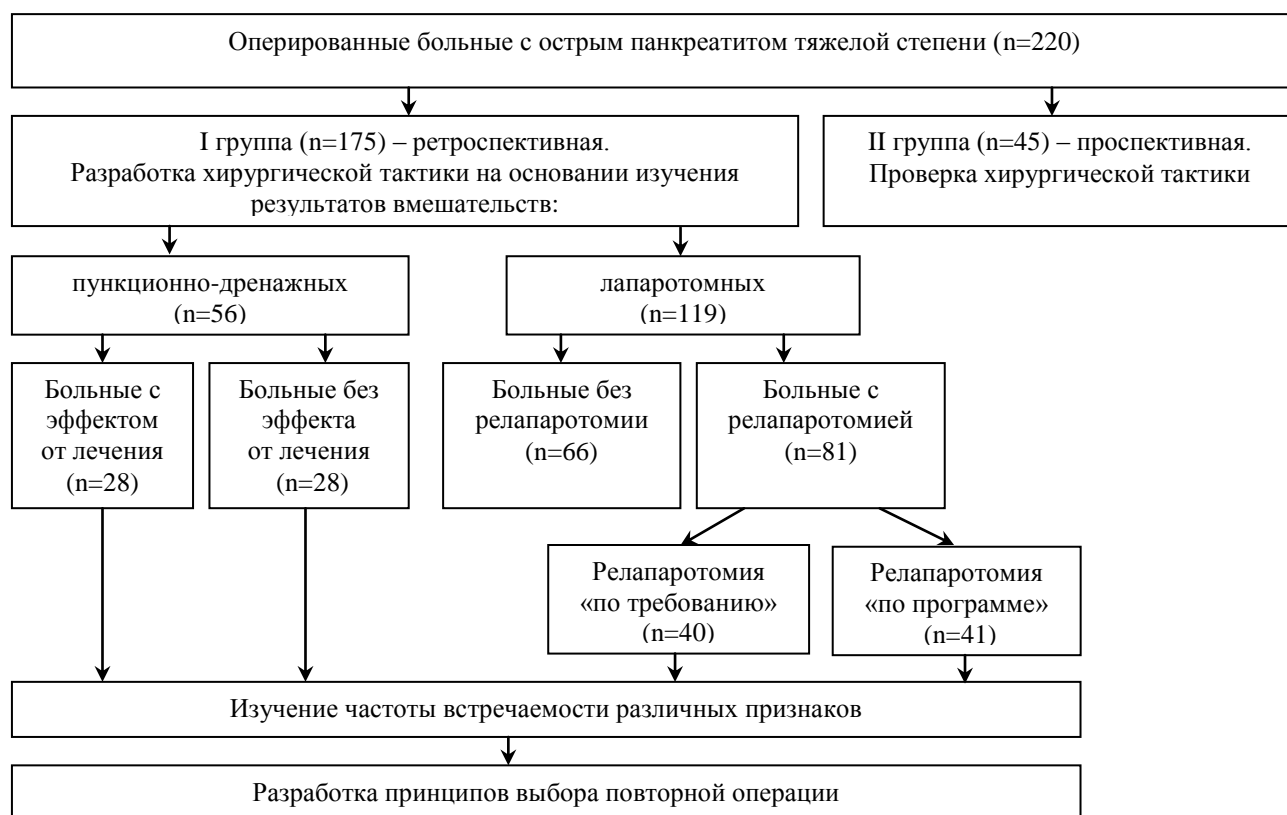 Оперированные больные с острым панкреатитом тяжелой степени (n=220)
I группа (n=175) – ретроспективная.
Разработка хирургической тактики на основании изучения
результатов вмешательств:
II группа (n=45) – проспективная.
Проверка хирургической тактики
пункционно-дренажных
(n=56)
лапаротомных
(n=119)
Больные с
эффектом
от лечения
(n=28)
Больные без
эффекта
от лечения
(n=28)
Больные без
релапаротомии
(n=66)
Больные с
релапаротомией
(n=81)
Релапаротомия
«по требованию»
(n=40)
Релапаротомия
«по программе»
(n=41)
Изучение частоты встречаемости различных признаков
Разработка принципов выбора повторной операции